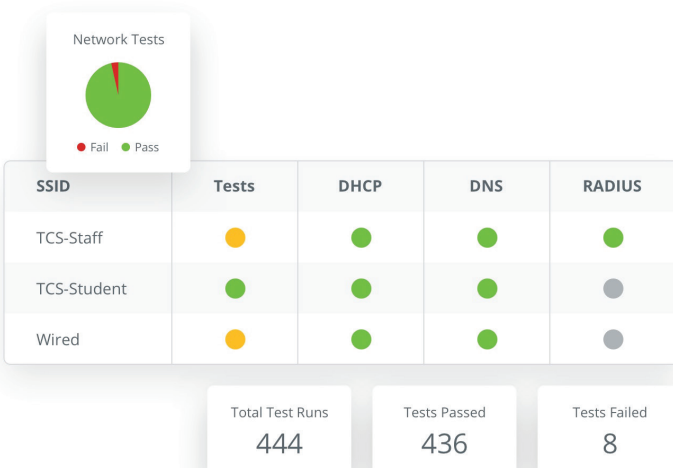 Network Tests
Fail Pass
SSID Tests DHCP DNS RADIUS
TCS-Staff
TCS-Student
Wired
Total Test Runs Tests Passed Tests Failed
444 436 8